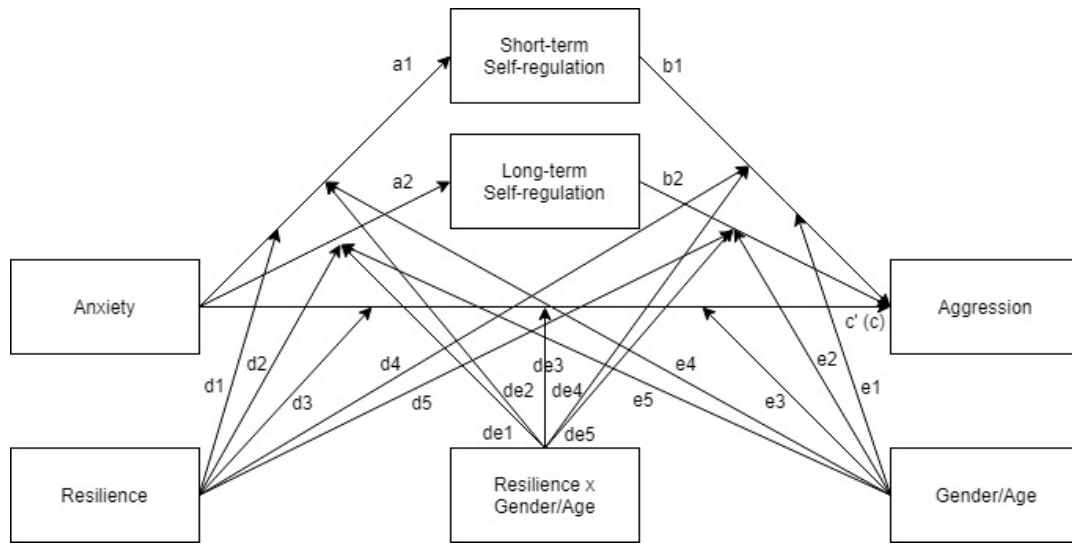 Short-term
Self-regulation
a1
b1
Long-term
Self-regulation
a2
b2
Anxiety
Aggression
c' (c)
d1
d2
d3
d4
d5
de1
de2
de3
de4
de5
e5
e4
e3
e2
e1
Resilience
Resilience x
Gender/Age
Gender/Age